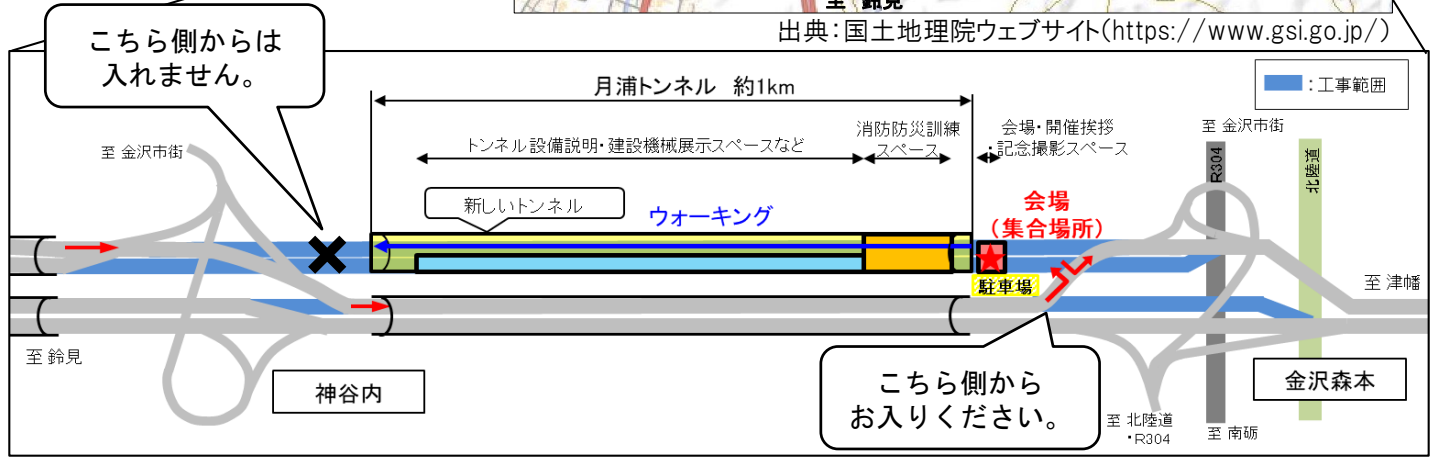 至 鈴見
出典：国土地理院ウェブサイト（https://www.gsi.go.jp/）
こちら側からは
入れません。
：工事範囲
月浦トンネル　約1km
トンネル設備説明・建設機械展示スペースなど
消防防災訓練
スペース
会場・開催挨拶
・記念撮影スペース
至 金沢市街
至 金沢市街
R304
北陸道
新しいトンネル
ウォーキング
会場
（集合場所）
駐車場
至 津幡
至 鈴見
神谷内
こちら側から
お入りください。
金沢森本
至 北陸道
・R304
至 南砺